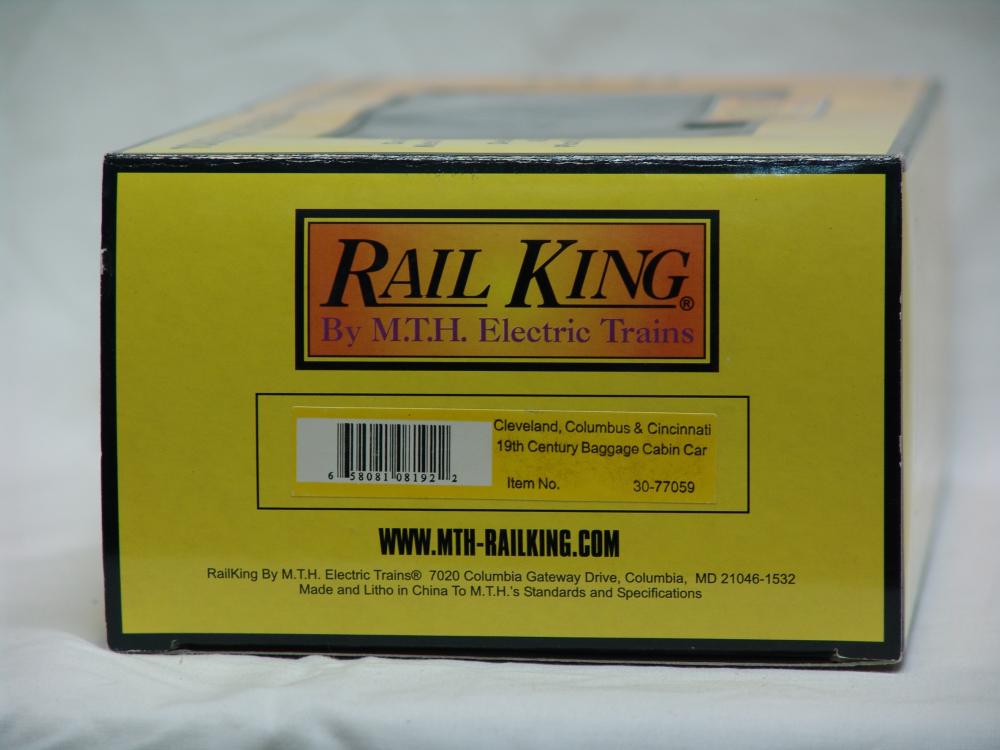 RAIL KING®
By M.T.H. Electric Trains
Cleveland, Columbus & Cincinnati
19th Century Baggage Cabin Car
6 58081 08192 2
Item No. 30-77059
WWW.MTH-RAILKING.COM
RailKing By M.T.H. Electric Trains® 7020 Columbia Gateway Drive, Columbia, MD 21046-1532
Made and Litho in China To M.T.H.'s Standards and Specifications